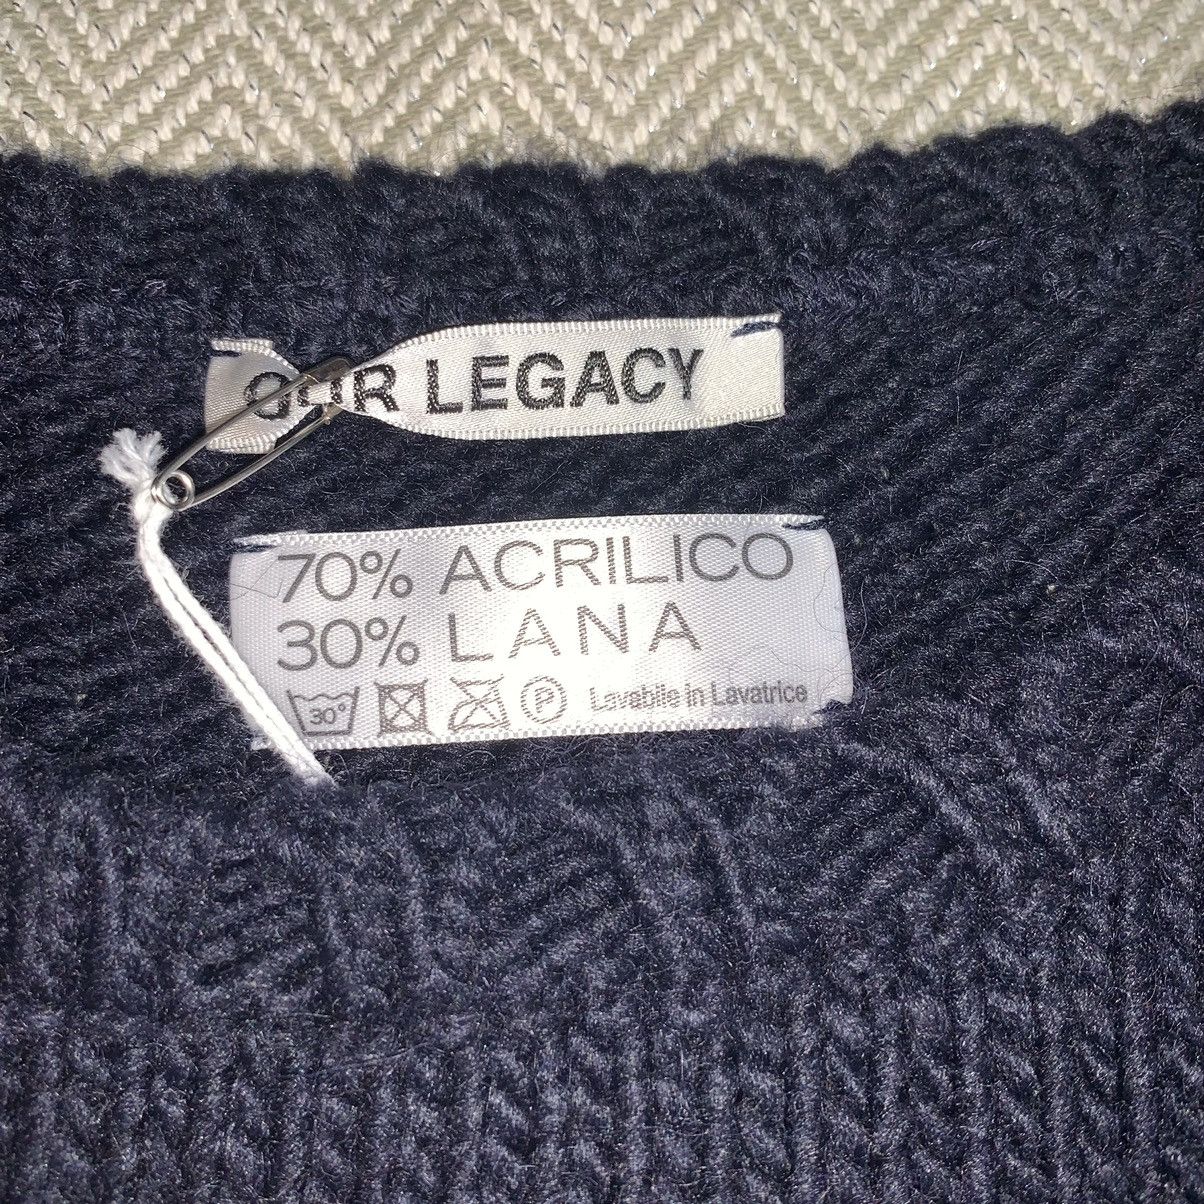 OUR LEGACY
70% ACRILICO
30% LANA
30° P Lavabile in Lavatrice